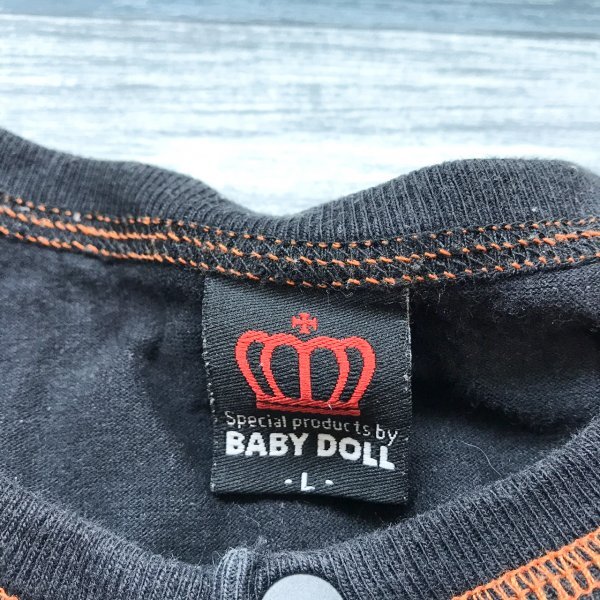 Special products by
BABY DOLL
·L·